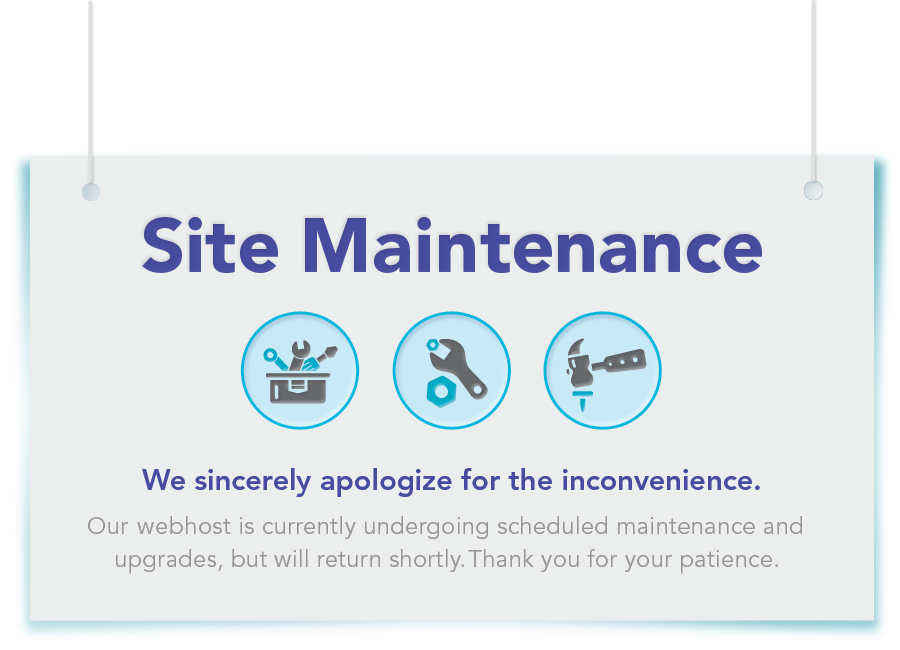 Site Maintenance
We sincerely apologize for the inconvenience.
Our webhost is currently undergoing scheduled maintenance and
upgrades, but will return shortly. Thank you for your patience.